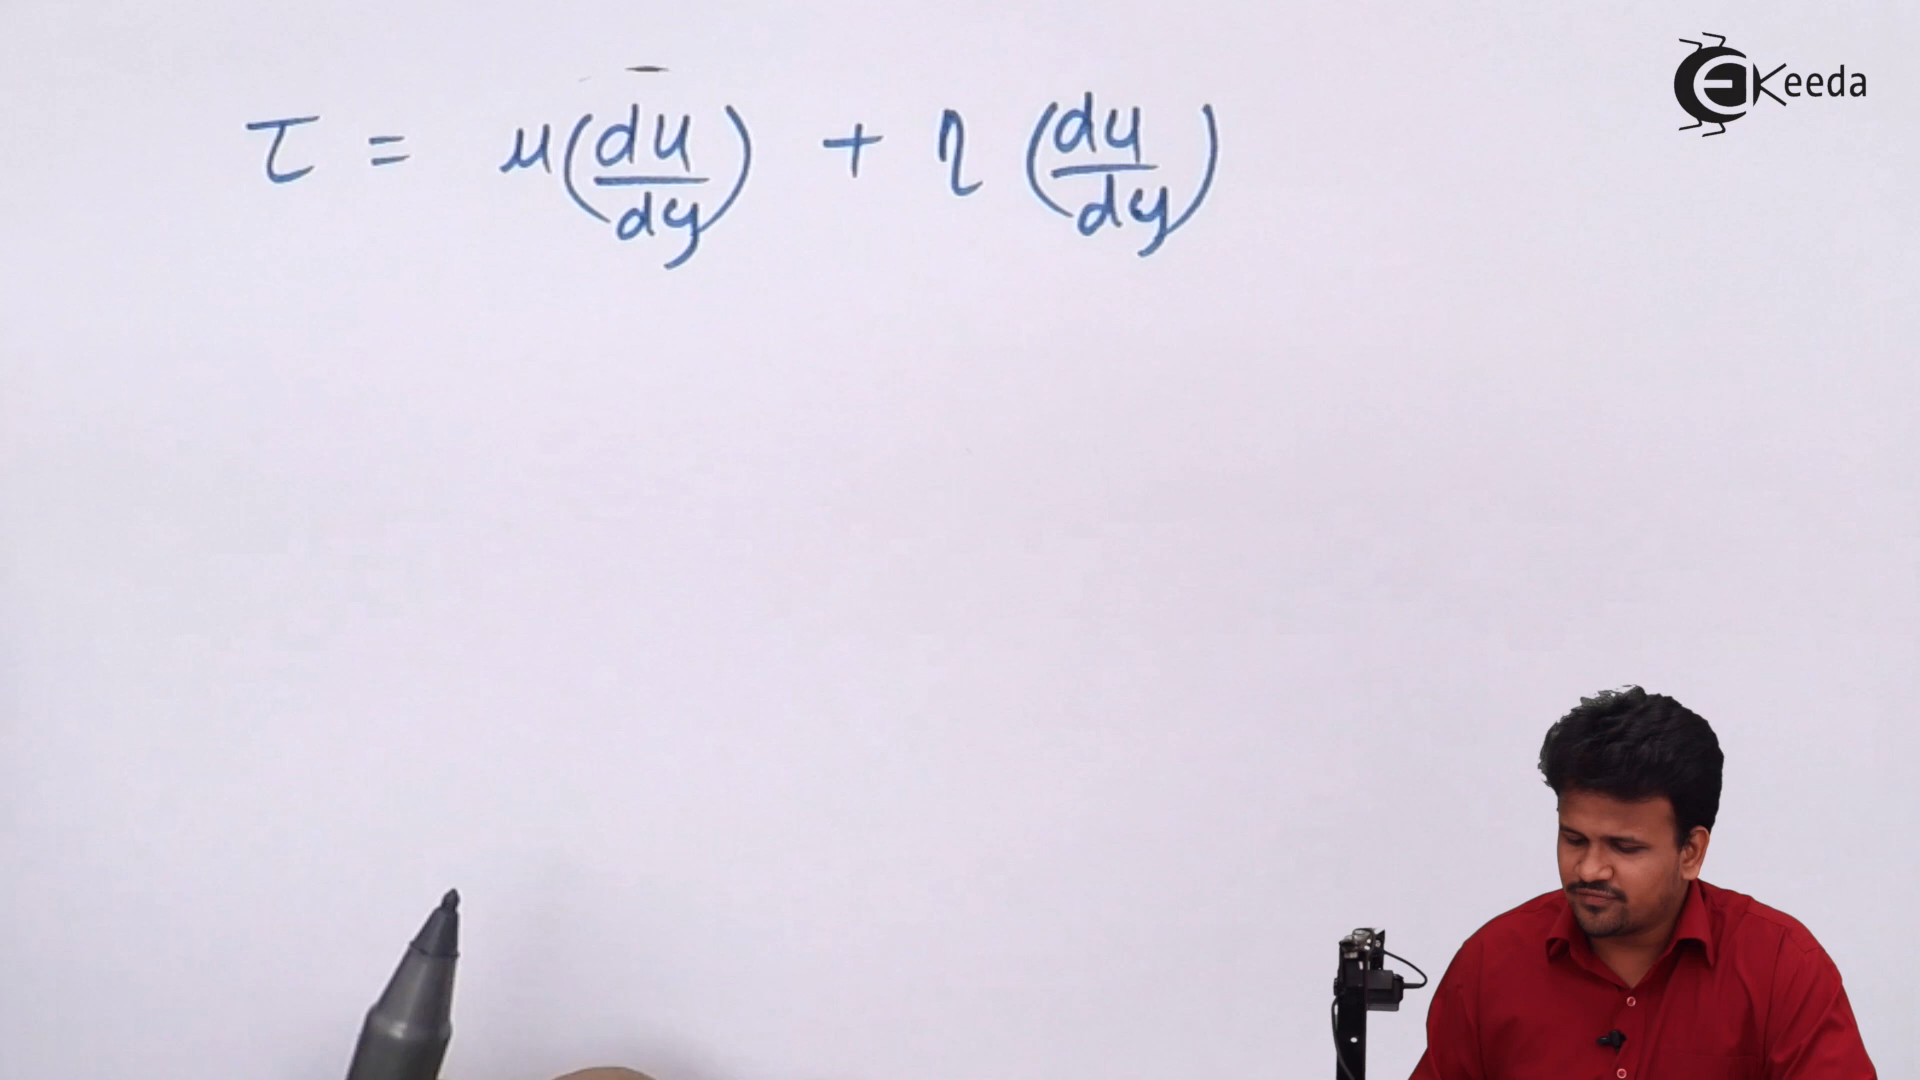 τ = μ(du/dy) + η (du/dy)
EKeeda